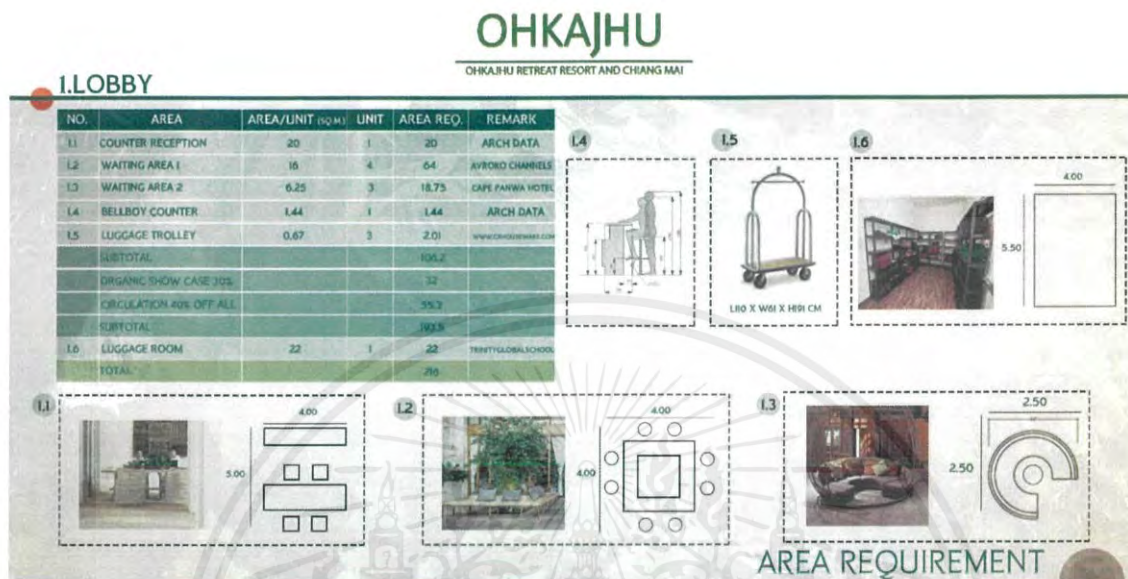 OHKAJHU
OHKAJHU RETREAT RESORT AND CHIANG MAI
1.LOBBY
NO. AREA AREA/UNIT (SQ.M.) UNIT AREA REQ. REMARK
1.1 COUNTER RECEPTION 20 1 20 ARCH DATA
1.2 WAITING AREA 1 16 4 64 AVROKO CHANNELS
1.3 WAITING AREA 2 6.25 3 18.75 CAPE PANWA HOTEL
1.4 BELLBOY COUNTER 1.44 1 1.44 ARCH DATA
1.5 LUGGAGE TROLLEY 0.67 3 2.01
SUBTOTAL 106.2
ORGANIC SHOW CASE 30% 32
CIRCULATION 40% OFF ALL 55.3
SUBTOTAL 193.5
1.6 LUGGAGE ROOM 22 1 22 TRINITYGLOBALSCHOOL
TOTAL
1.4
1.5
L110 X W61 X H191 CM
1.6
4.00
5.50
1.1
4.00
5.00
1.2
4.00
4.00
1.3
2.50
2.50
AREA REQUIREMENT